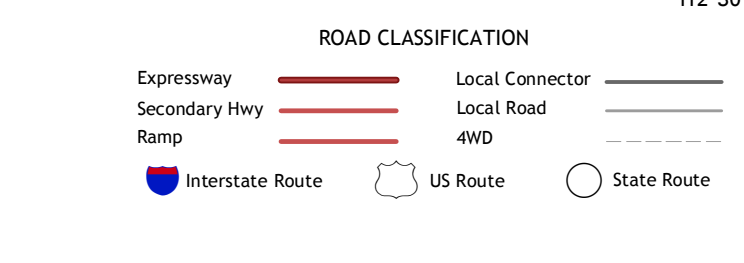 ROAD CLASSIFICATION
Expressway
Secondary Hwy
Ramp
Local Connector
Local Road
4WD
Interstate Route
US Route
State Route